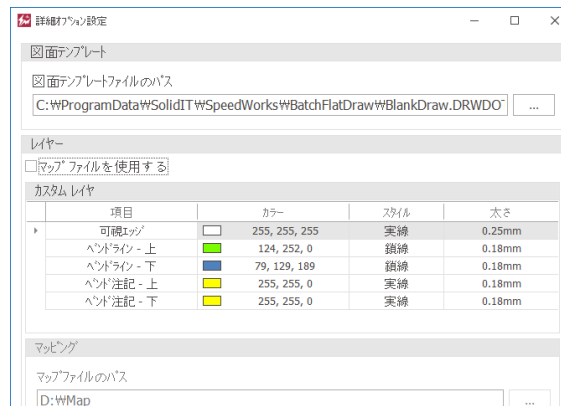 詳細ｵﾌﾟｼｮﾝ設定
図面ﾃﾝﾌﾟﾚｰﾄ
図面ﾃﾝﾌﾟﾚｰﾄﾌｧｲﾙのﾊﾟｽ
C:₩ProgramData₩SolidIT₩SpeedWorks₩BatchFlatDraw₩BlankDraw.DRWDO ...
ﾚｲﾔｰ
ﾏｯﾌﾟﾌｧｲﾙを使用する
ｶｽﾀﾑ ﾚｲﾔ
項目 ｶﾗｰ ｽﾀｲﾙ 太さ
可視ｴｯｼﾞ 255, 255, 255 実線 0.25mm
ﾍﾞﾝﾄﾞﾗｲﾝ - 上 124, 252, 0 鎖線 0.18mm
ﾍﾞﾝﾄﾞﾗｲﾝ - 下 79, 129, 189 鎖線 0.18mm
ﾍﾞﾝﾄﾞ注記 - 上 255, 255, 0 実線 0.18mm
ﾍﾞﾝﾄﾞ注記 - 下 255, 255, 0 実線 0.18mm
ﾏｯﾋﾟﾝｸﾞ
ﾏｯﾌﾟﾌｧｲﾙのﾊﾟｽ
D:₩Map ...